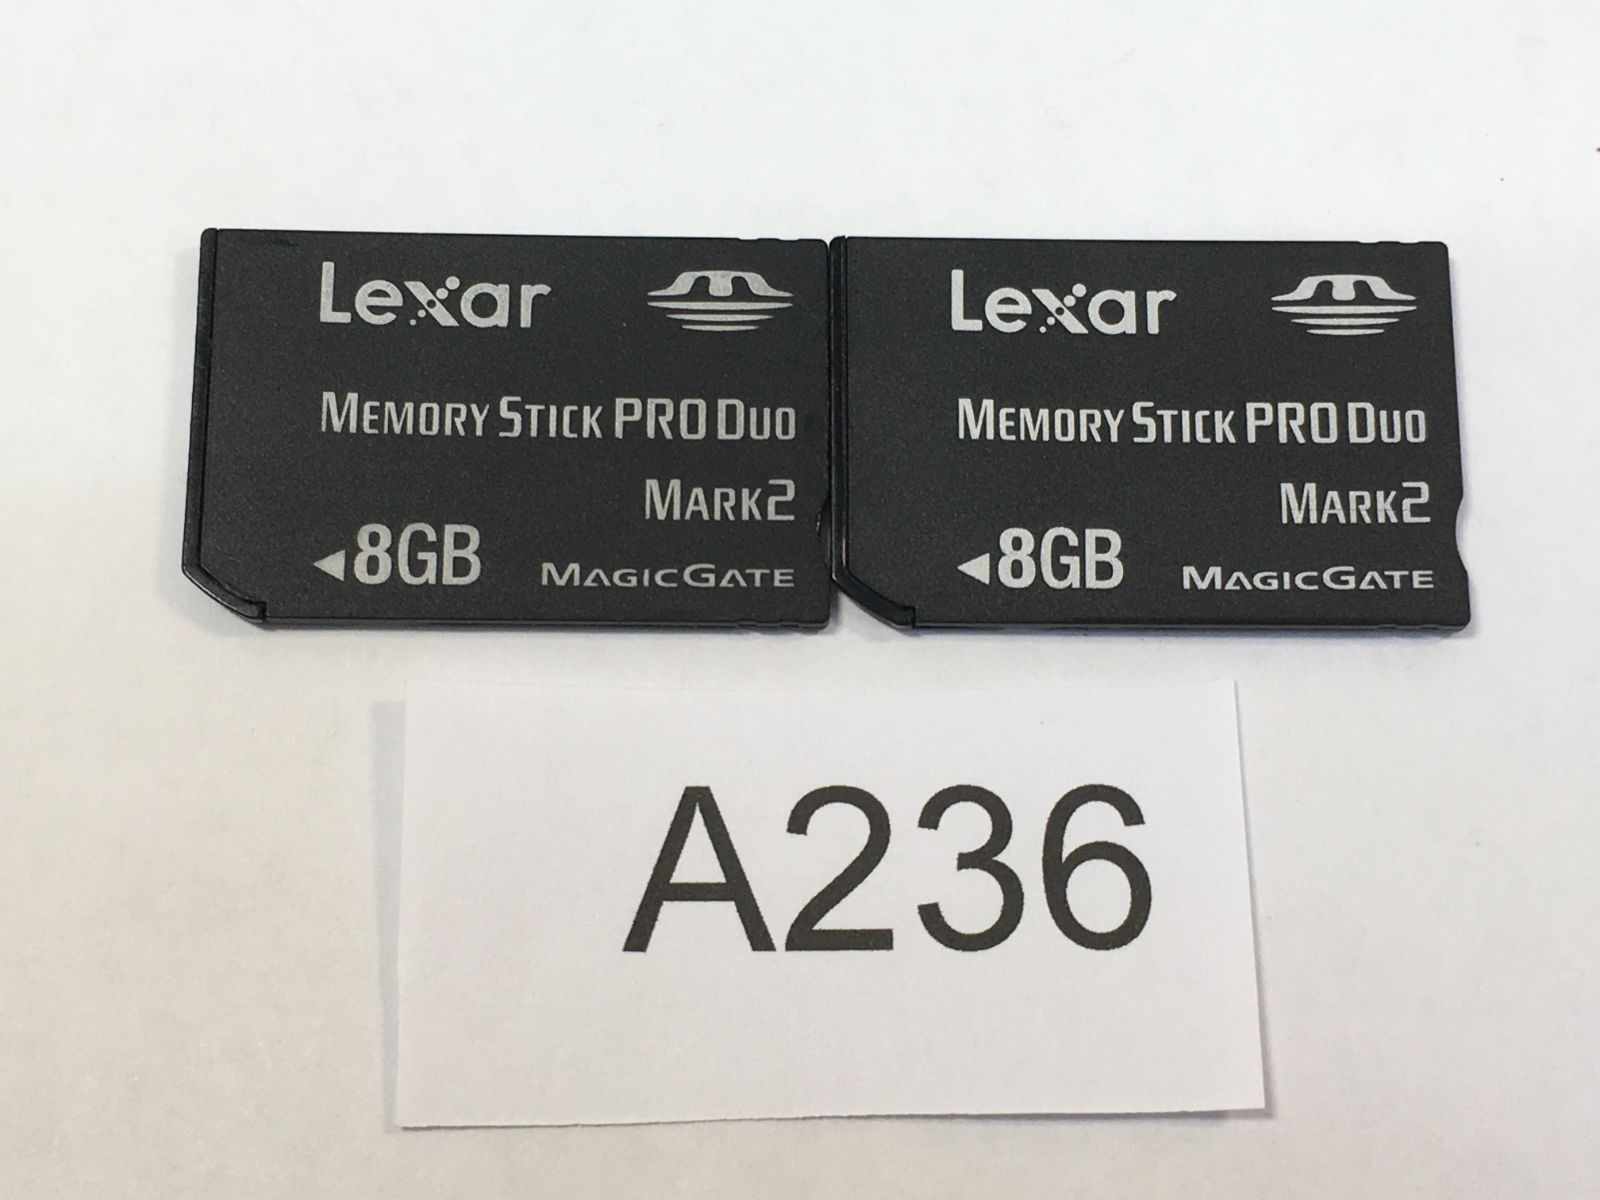 Lexar
MEMORY STICK PRO DUO
MARK2
8GB MAGICGATE
Lexar
MEMORY STICK PRO DUO
MARK2
8GB MAGICGATE
A236